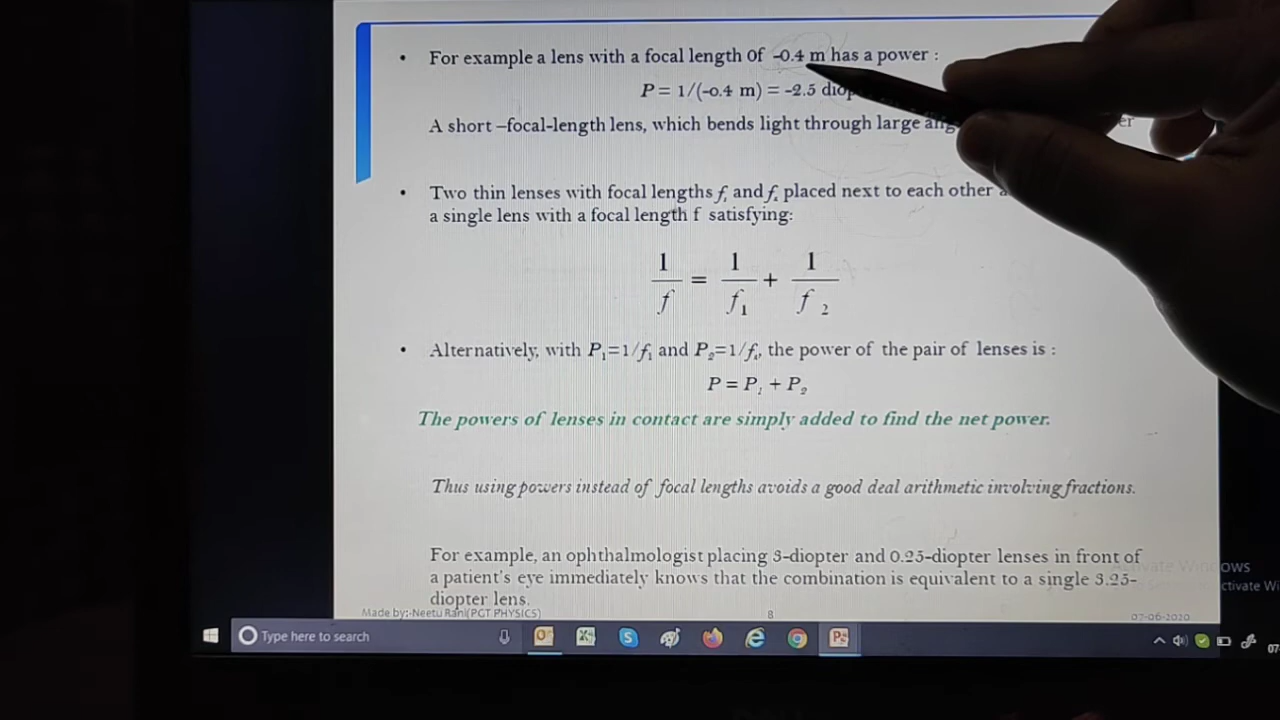 • For example a lens with a focal length 0f -0.4 m has a power :
P = 1/(-0.4 m) = -2.5
A short –focal-length lens, which bends light through large
• Two thin lenses with focal lengths f and f placed next to each other
a single lens with a focal length f satisfying:
1/f = 1/f₁ + 1/f ₂
• Alternatively, with P₁=1/f₁ and P₂=1/f, the power of the pair of lenses is :
P = P₁ + P₂
The powers of lenses in contact are simply added to find the net power.
Thus using powers instead of focal lengths avoids a good deal arithmetic involving fractions.
For example, an ophthalmologist placing 3-diopter and 0.25-diopter lenses in front of
a patient's eye immediately knows that the combination is equivalent to a single 3.25-
diopter lens.
Made by:-Neetu Rani(PGT PHYSICS) 8 07-06-2020
Type here to search